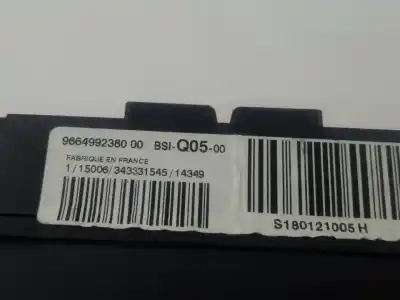 9664992380 00 BSI-Q05-00
FABRIQUE EN FRANCE
1/15006/343331545/14349
S180121005 H